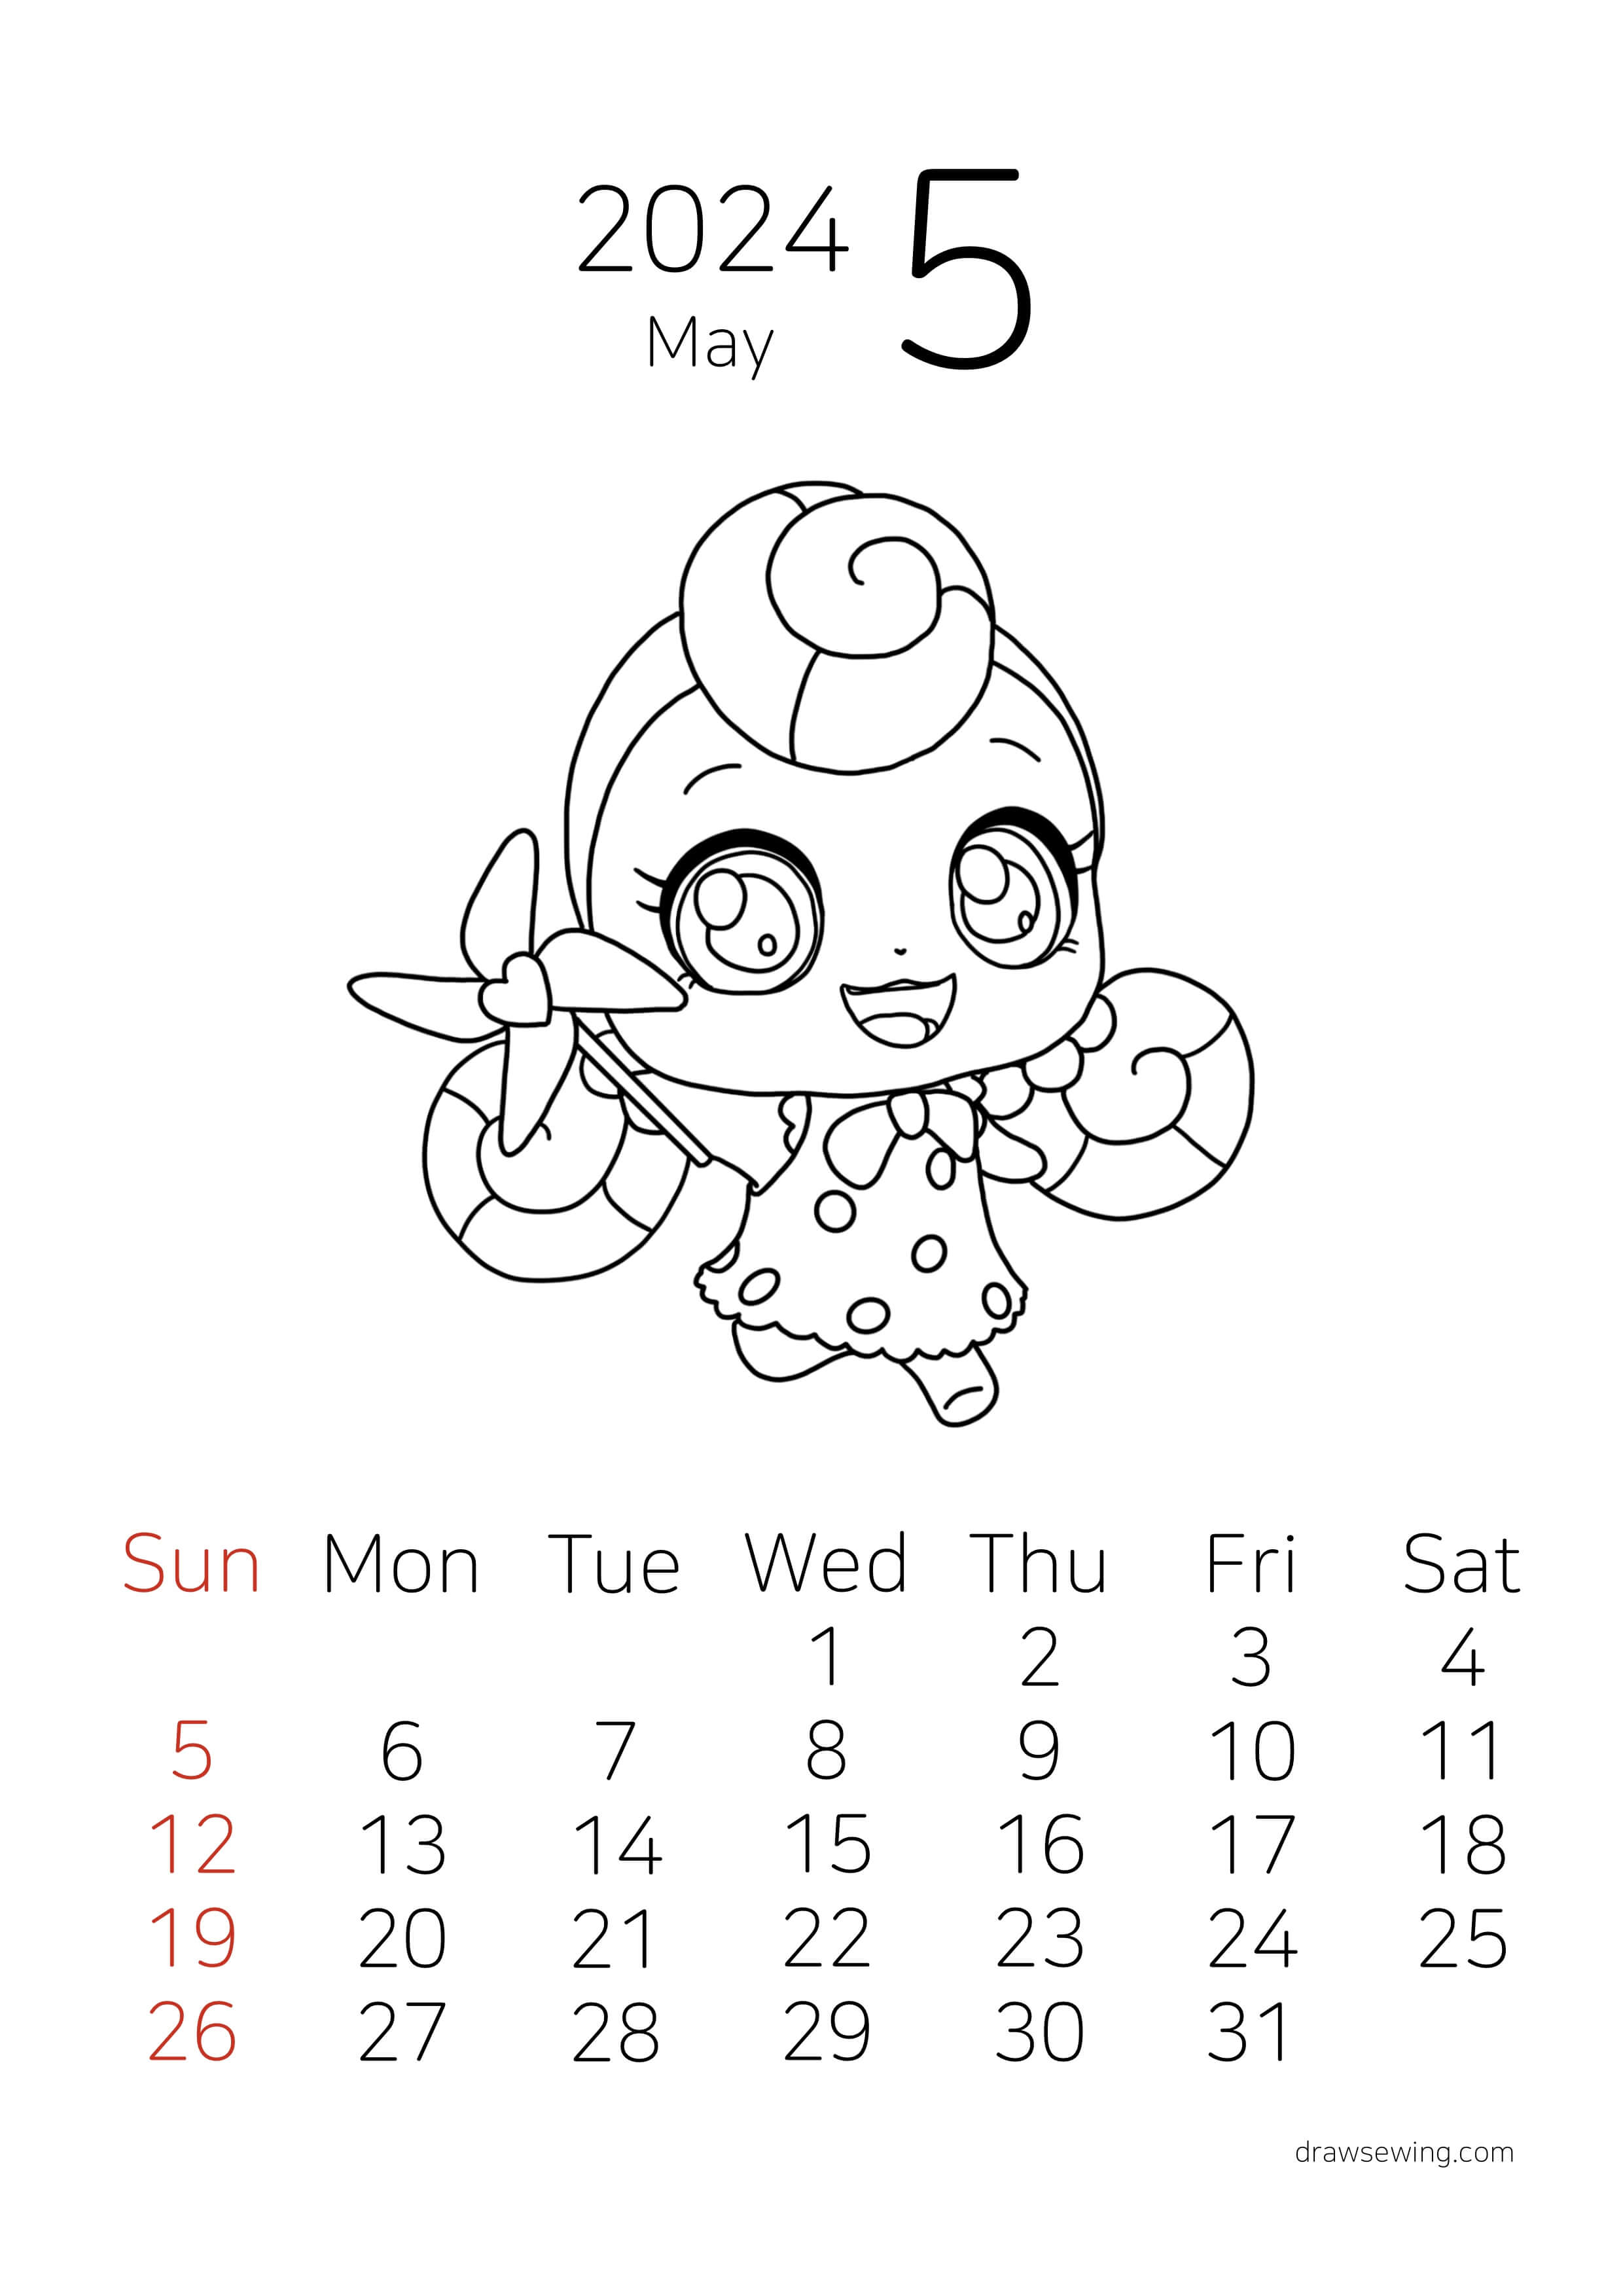 2024 5
May
Sun Mon Tue Wed Thu Fri Sat
1 2 3 4
5 6 7 8 9 10 11
12 13 14 15 16 17 18
19 20 21 22 23 24 25
26 27 28 29 30 31
drawsewing.com